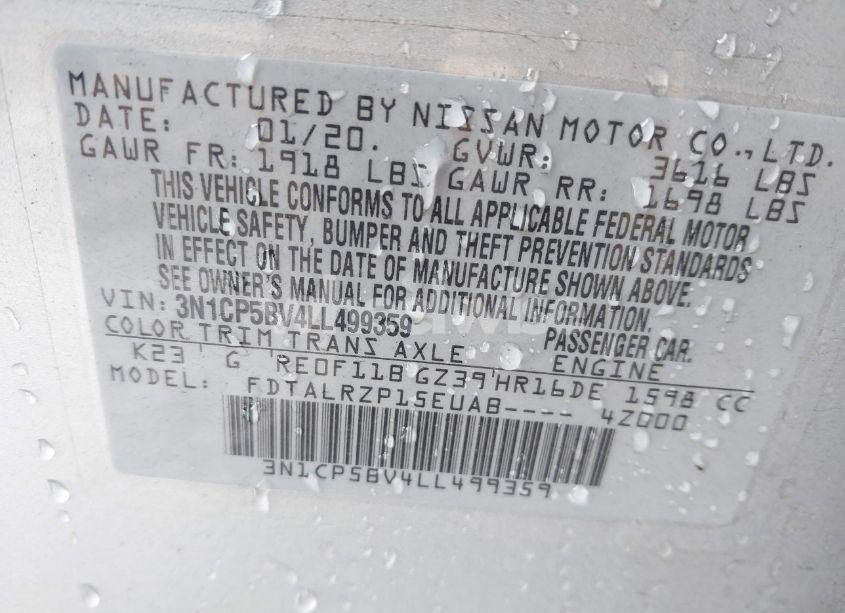 MANUFACTURED BY NISSAN MOTOR CO., LTD.
DATE: 01/20. GVWR: 3616 LBS
GAWR FR: 1918 LBS GAWR RR: 1698 LBS
THIS VEHICLE CONFORMS TO ALL APPLICABLE FEDERAL MOTOR
VEHICLE SAFETY, BUMPER AND THEFT PREVENTION STANDARDS
IN EFFECT ON THE DATE OF MANUFACTURE SHOWN ABOVE.
SEE OWNER'S MANUAL FOR ADDITIONAL INFORMATION.
VIN: 3N1CP5BV4LL499359 PASSENGER CAR.
COLOR TRIM TRANS AXLE ENGINE
K23 G RE0F11B GZ39 HR16DE 1598 CC
MODEL: FDTALRZP15EUAB---- 4Z000
3N1CP5BV4LL499359